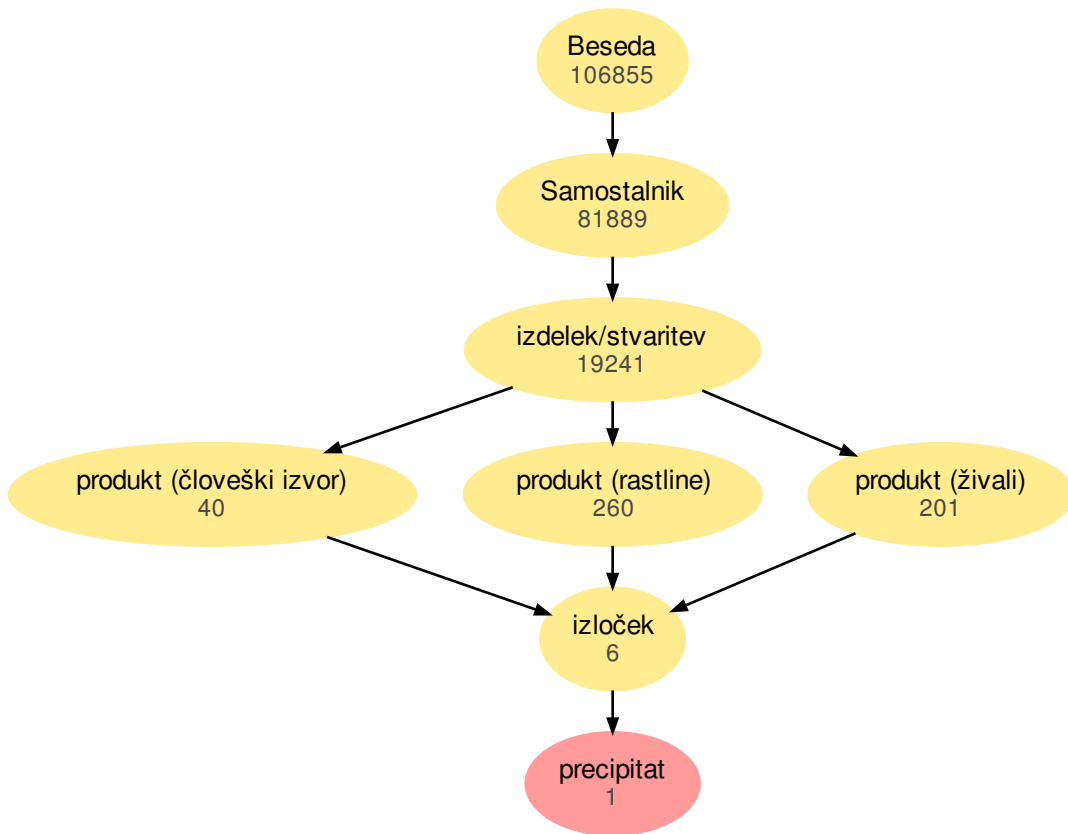 Beseda
106855
Samostalnik
81889
izdelek/stvaritev
19241
produkt (človeški izvor)
40
produkt (rastline)
260
produkt (živali)
201
izloček
6
precipitat
1